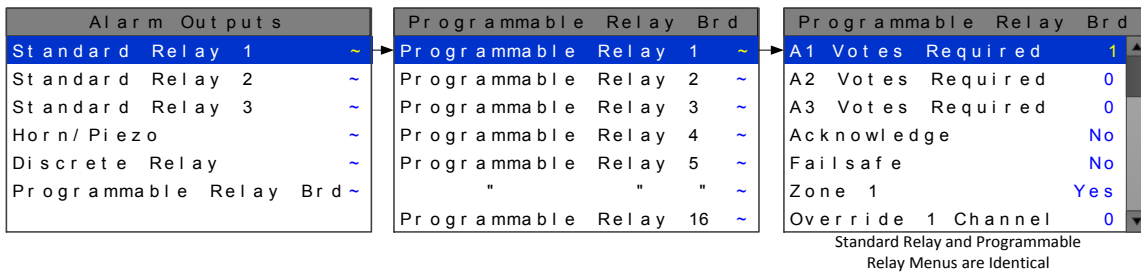 Alarm Outputs
Standard Relay 1 ~
Standard Relay 2 ~
Standard Relay 3 ~
Horn/Piezo ~
Discrete Relay ~
Programmable Relay Brd ~
Programmable Relay Brd
Programmable Relay 1 ~
Programmable Relay 2 ~
Programmable Relay 3 ~
Programmable Relay 4 ~
Programmable Relay 5 ~
" " " ~
Programmable Relay 16 ~
Programmable Relay Brd
A1 Votes Required 1
A2 Votes Required 0
A3 Votes Required 0
Acknowledge No
Failsafe No
Zone 1 Yes
Override 1 Channel 0
Standard Relay and Programmable
Relay Menus are Identical